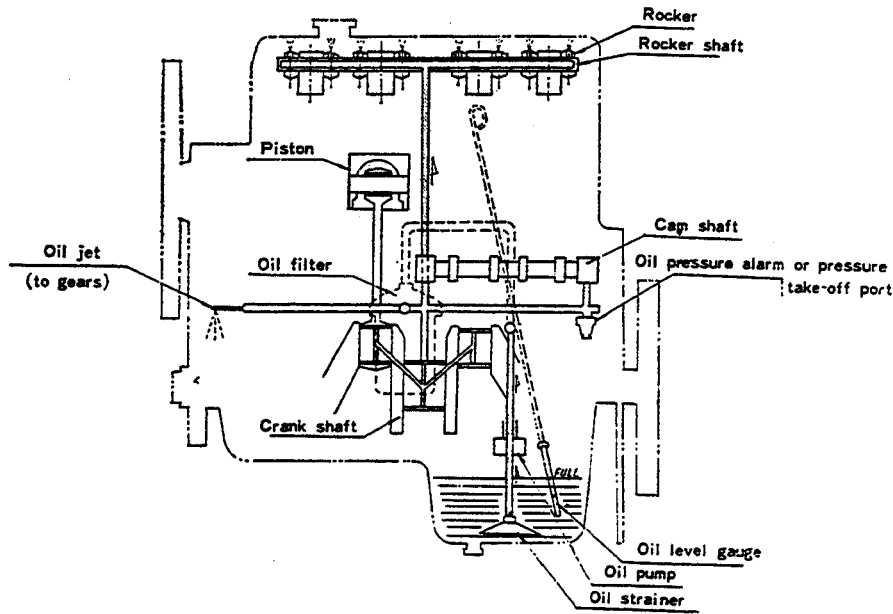 Rocker
Rocker shaft
Piston
Cam shaft
Oil jet
(to gears)
Oil filter
Oil pressure alarm or pressure
take-off port
Crank shaft
FULL
Oil level gauge
Oil pump
Oil strainer